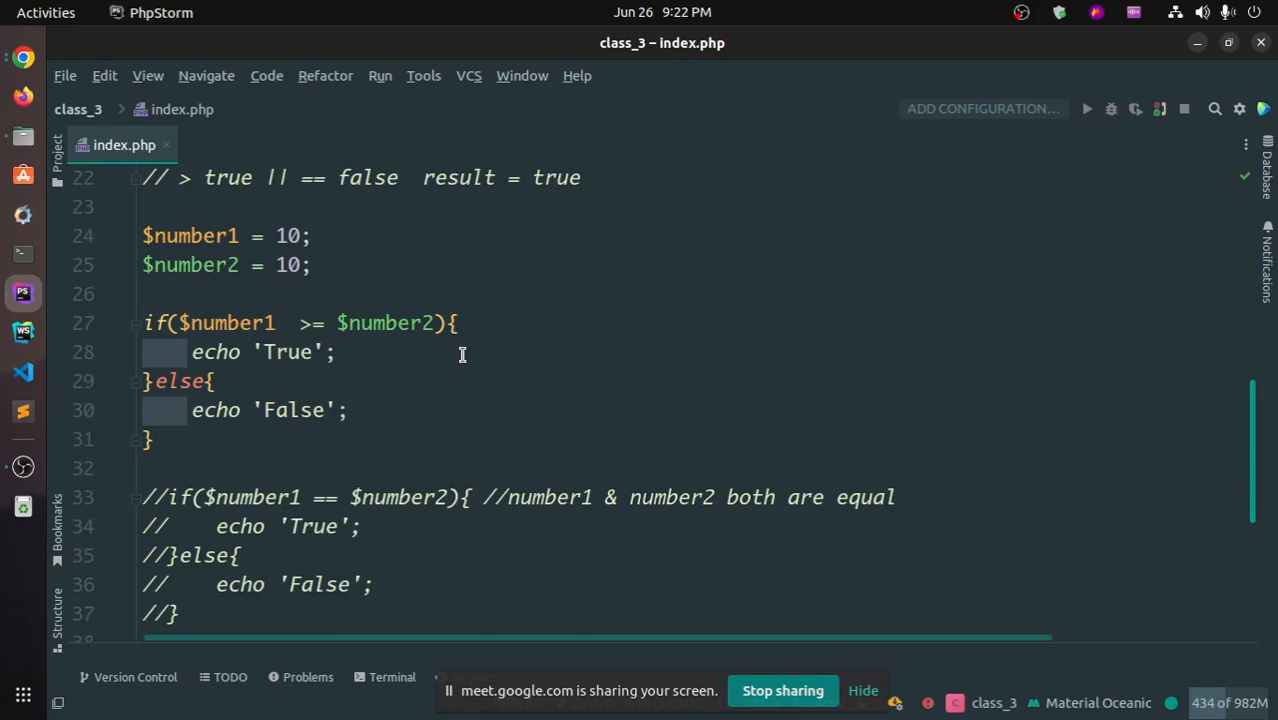 Activities PhpStorm Jun 26 9:22 PM
class_3 – index.php
File Edit View Navigate Code Refactor Run Tools VCS Window Help
class_3 index.php ADD CONFIGURATION...
index.php
Project
Bookmarks
Structure
22 // > true || == false result = true
23
24 $number1 = 10;
25 $number2 = 10;
26
27 if($number1 >= $number2){
28 echo 'True';
29 }else{
30 echo 'False';
31 }
32
33 //if($number1 == $number2){ //number1 & number2 both are equal
34 // echo 'True';
35 //}else{
36 // echo 'False';
37 //}
38
Database
Notifications
Version Control TODO Problems Terminal
meet.google.com is sharing your screen. Stop sharing Hide
class_3 Material Oceanic 434 of 982M